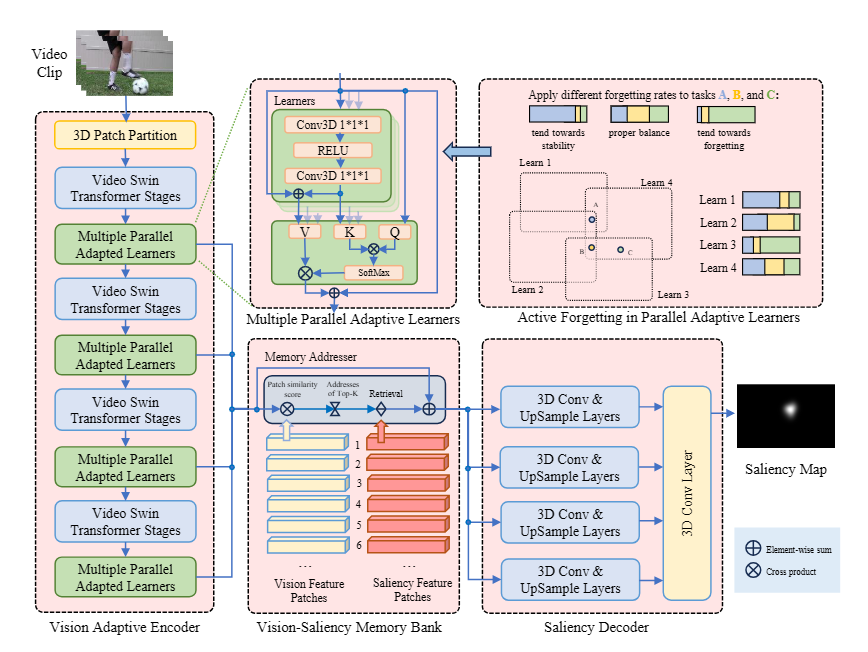 Video
Clip
3D Patch Partition
Video Swin
Transformer Stages
Multiple Parallel
Adapted Learners
Video Swin
Transformer Stages
Multiple Parallel
Adapted Learners
Video Swin
Transformer Stages
Multiple Parallel
Adapted Learners
Video Swin
Transformer Stages
Multiple Parallel
Adapted Learners
Vision Adaptive Encoder
Learners
Conv3D 1*1*1
RELU
Conv3D 1*1*1
V
K
Q
SoftMax
Multiple Parallel Adaptive Learners
Apply different forgetting rates to tasks A, B, and C:
tend towards
stability
proper balance
tend towards
forgetting
Learn 1
Learn 4
A
B
C
Learn 2
Learn 3
Learn 1
Learn 2
Learn 3
Learn 4
Active Forgetting in Parallel Adaptive Learners
Memory Addresser
Patch similarity
score
Addresses
of Top-K
Retrieval
1
2
3
4
5
6
...
...
Vision Feature
Patches
Saliency Feature
Patches
Vision-Saliency Memory Bank
3D Conv &
UpSample Layers
3D Conv &
UpSample Layers
3D Conv &
UpSample Layers
3D Conv &
UpSample Layers
3D Conv Layer
Saliency Decoder
Saliency Map
Element-wise sum
Cross product